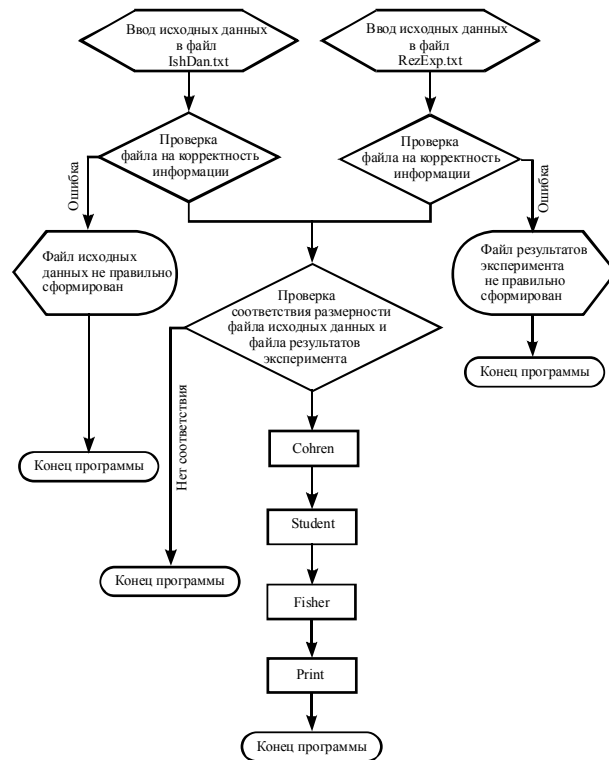 Ввод исходных данных
в файл
IshDan.txt
Ввод исходных данных
в файл
RezExp.txt
Проверка
файла на корректность
информации
Проверка
файла на корректность
информации
Ошибка
Ошибка
Файл исходных
данных не правильно
сформирован
Файл результатов
эксперимента
не правильно
сформирован
Проверка
соответствия размерности
файла исходных данных и
файла результатов
эксперимента
Конец программы
Нет соответствия
Cohren
Конец программы
Student
Конец программы
Fisher
Print
Конец программы